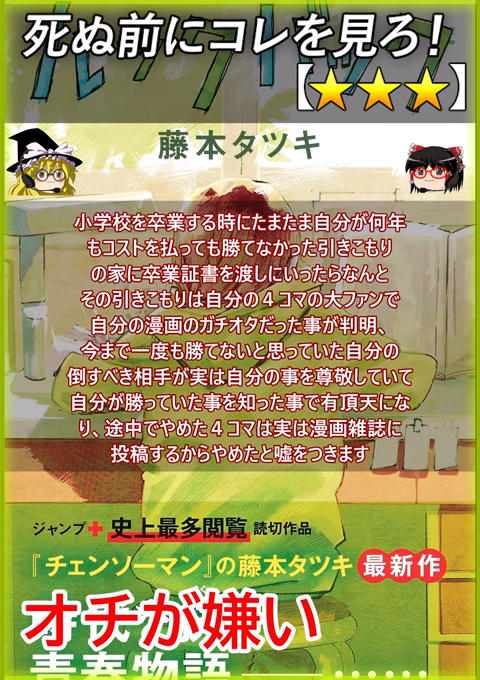 死ぬ前にコレを見ろ!
【⭐⭐⭐】
藤本タツキ
小学校を卒業する時にたまたま自分が何年
もコストを払っても勝てなかった引きこもり
の家に卒業証書を渡しにいったらなんと
その引きこもりは自分の4コマの大ファンで
自分の漫画のガチオタだった事が判明、
今まで一度も勝てないと思っていた自分の
倒すべき相手が実は自分の事を尊敬していて
自分が勝っていた事を知った事で有頂天にな
り、途中でやめた4コマは実は漫画雑誌に
投稿するからやめたと嘘をつきます
ジャンプ+史上最多閲覧読切作品
『チェンソーマン』の藤本タツキ 最新作
オチが嫌い
青春物語